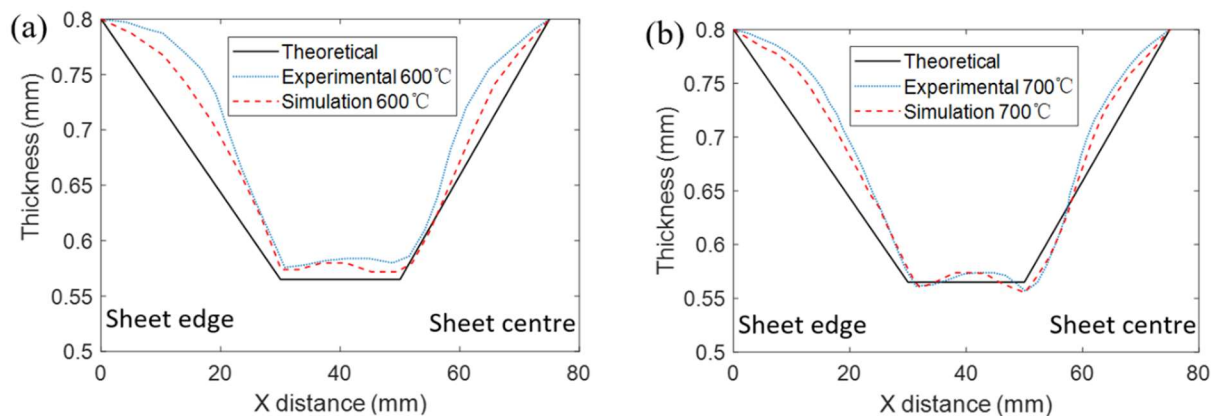 (a)
Thickness (mm)
0.8
0.75
0.7
0.65
0.6
0.55
0.5
Theoretical
Experimental 600℃
Simulation 600℃
Sheet edge
Sheet centre
0
20
40
60
80
X distance (mm)
(b)
Thickness (mm)
0.8
0.75
0.7
0.65
0.6
0.55
0.5
Theoretical
Experimental 700℃
Simulation 700℃
Sheet edge
Sheet centre
0
20
40
60
80
X distance (mm)